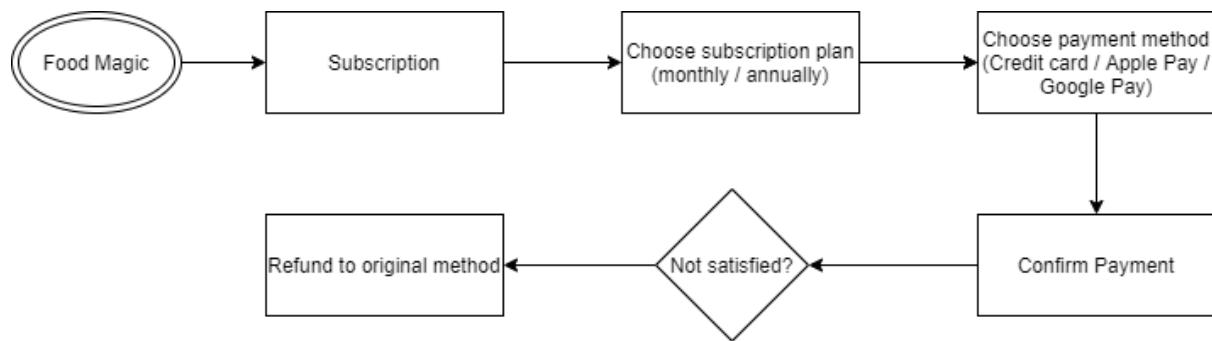 Food Magic
Subscription
Choose subscription plan
(monthly / annually)
Choose payment method
(Credit card / Apple Pay /
Google Pay)
Confirm Payment
Not satisfied?
Refund to original method